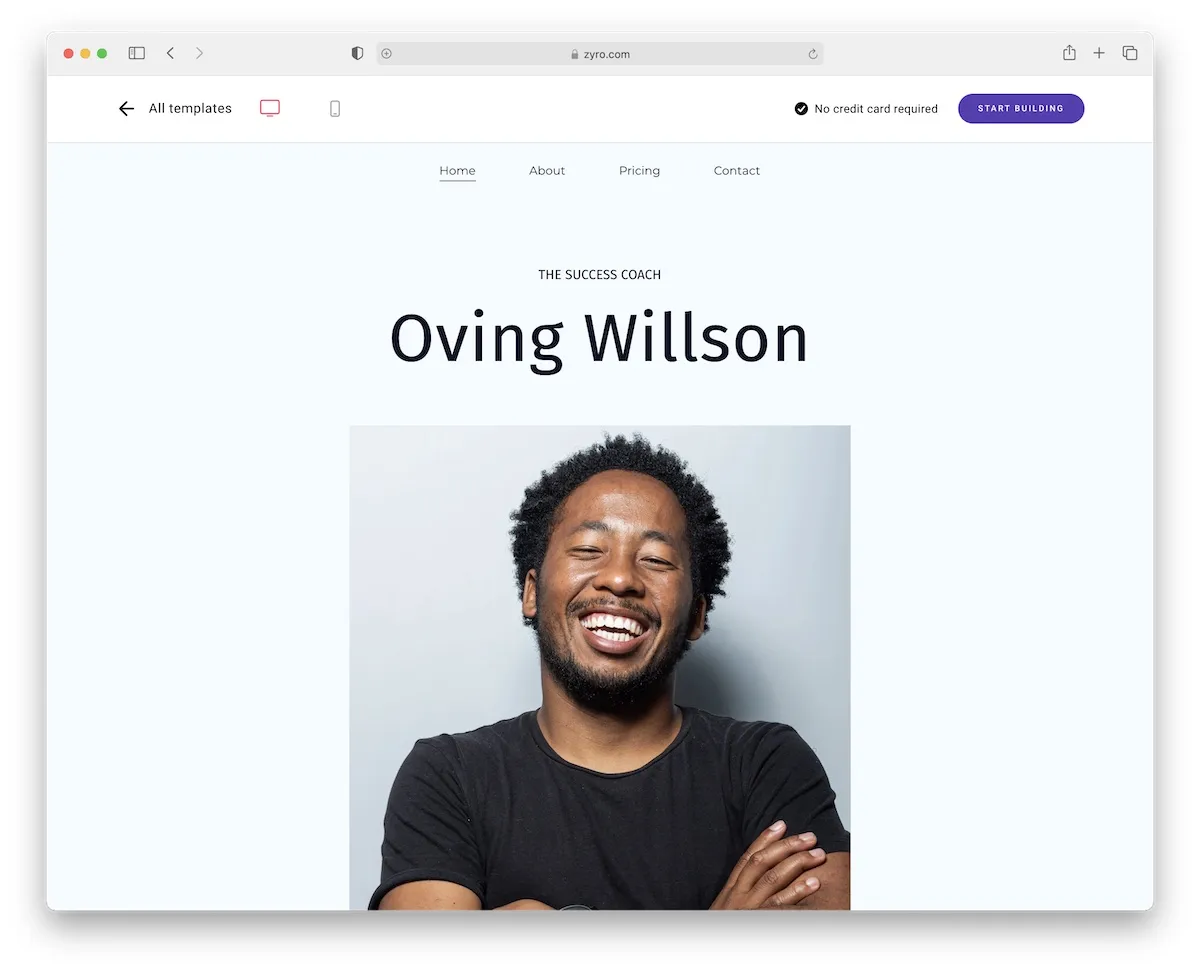 zyro.com
All templates
No credit card required
START BUILDING
Home
About
Pricing
Contact
THE SUCCESS COACH
Oving Willson